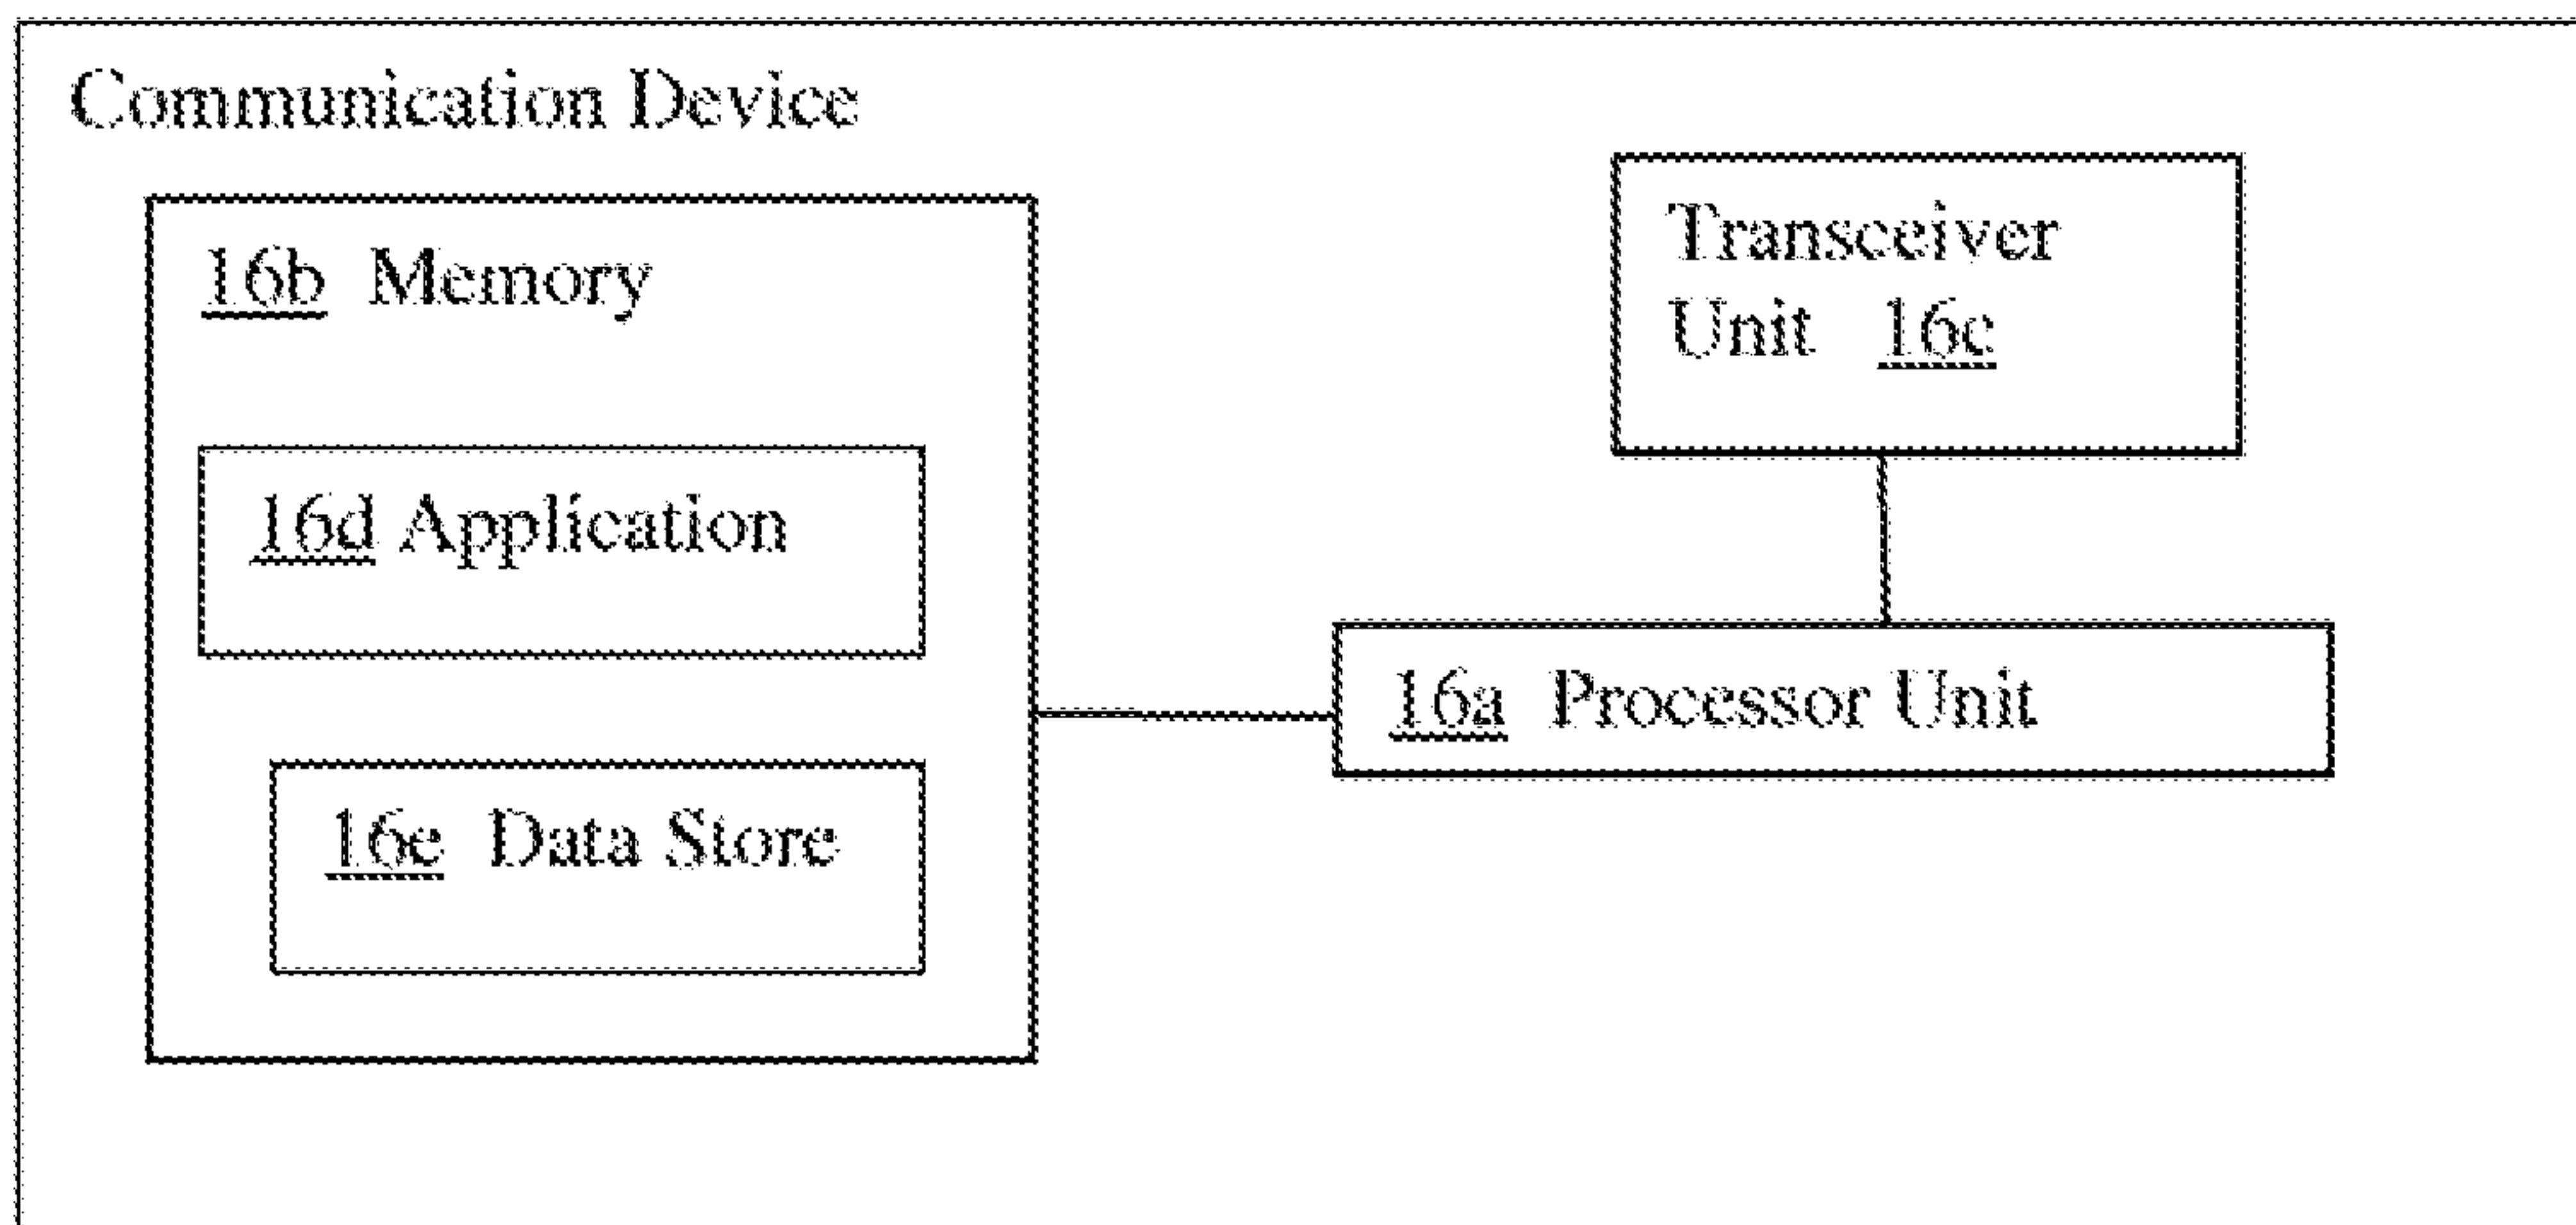 Communication Device
16b Memory
16d Application
16e Data Store
Transceiver
Unit 16c
16a Processor Unit